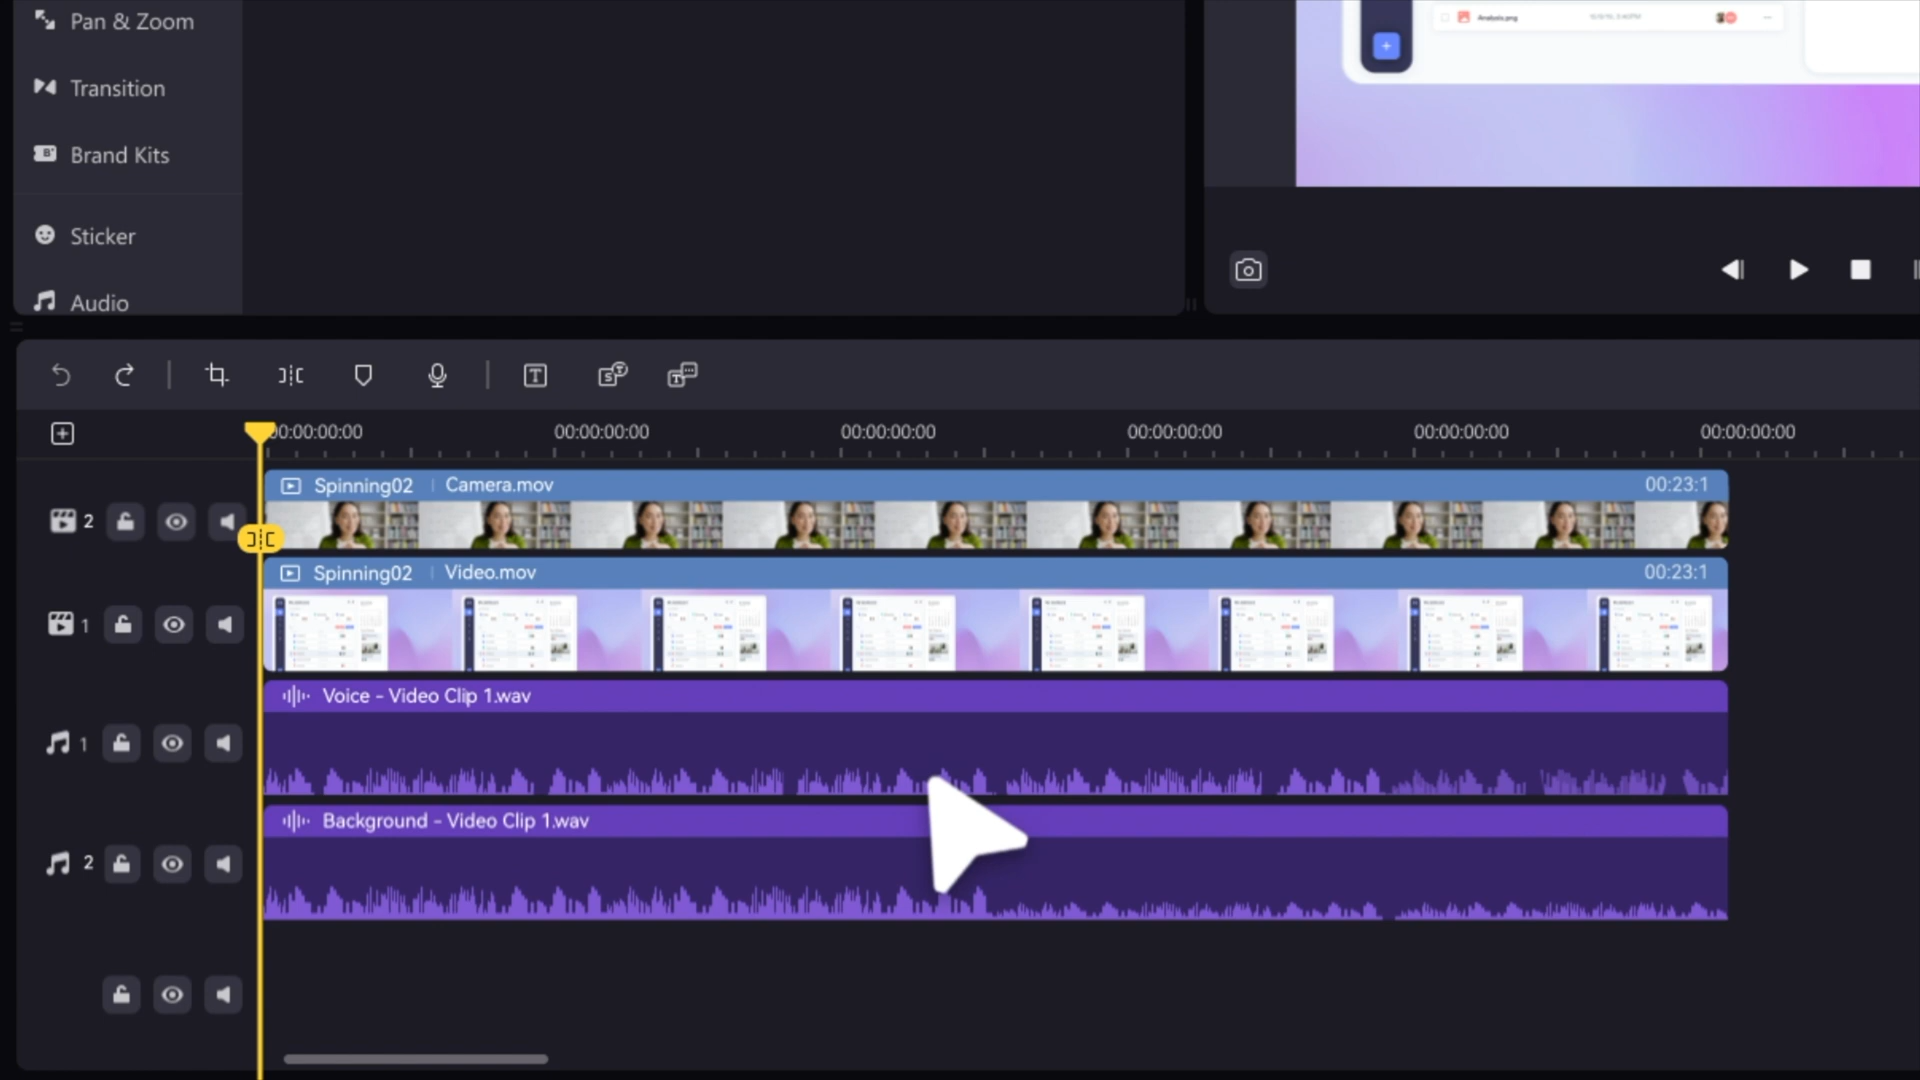 Pan & Zoom
Transition
Brand Kits
Sticker
Audio
Analysis.png
00:00:00:00 00:00:00:00 00:00:00:00 00:00:00:00 00:00:00:00 00:00:00:00
2
Spinning02 | Camera.mov 00:23:1
1
Spinning02 | Video.mov 00:23:1
1
Voice - Video Clip 1.wav
2
Background - Video Clip 1.wav